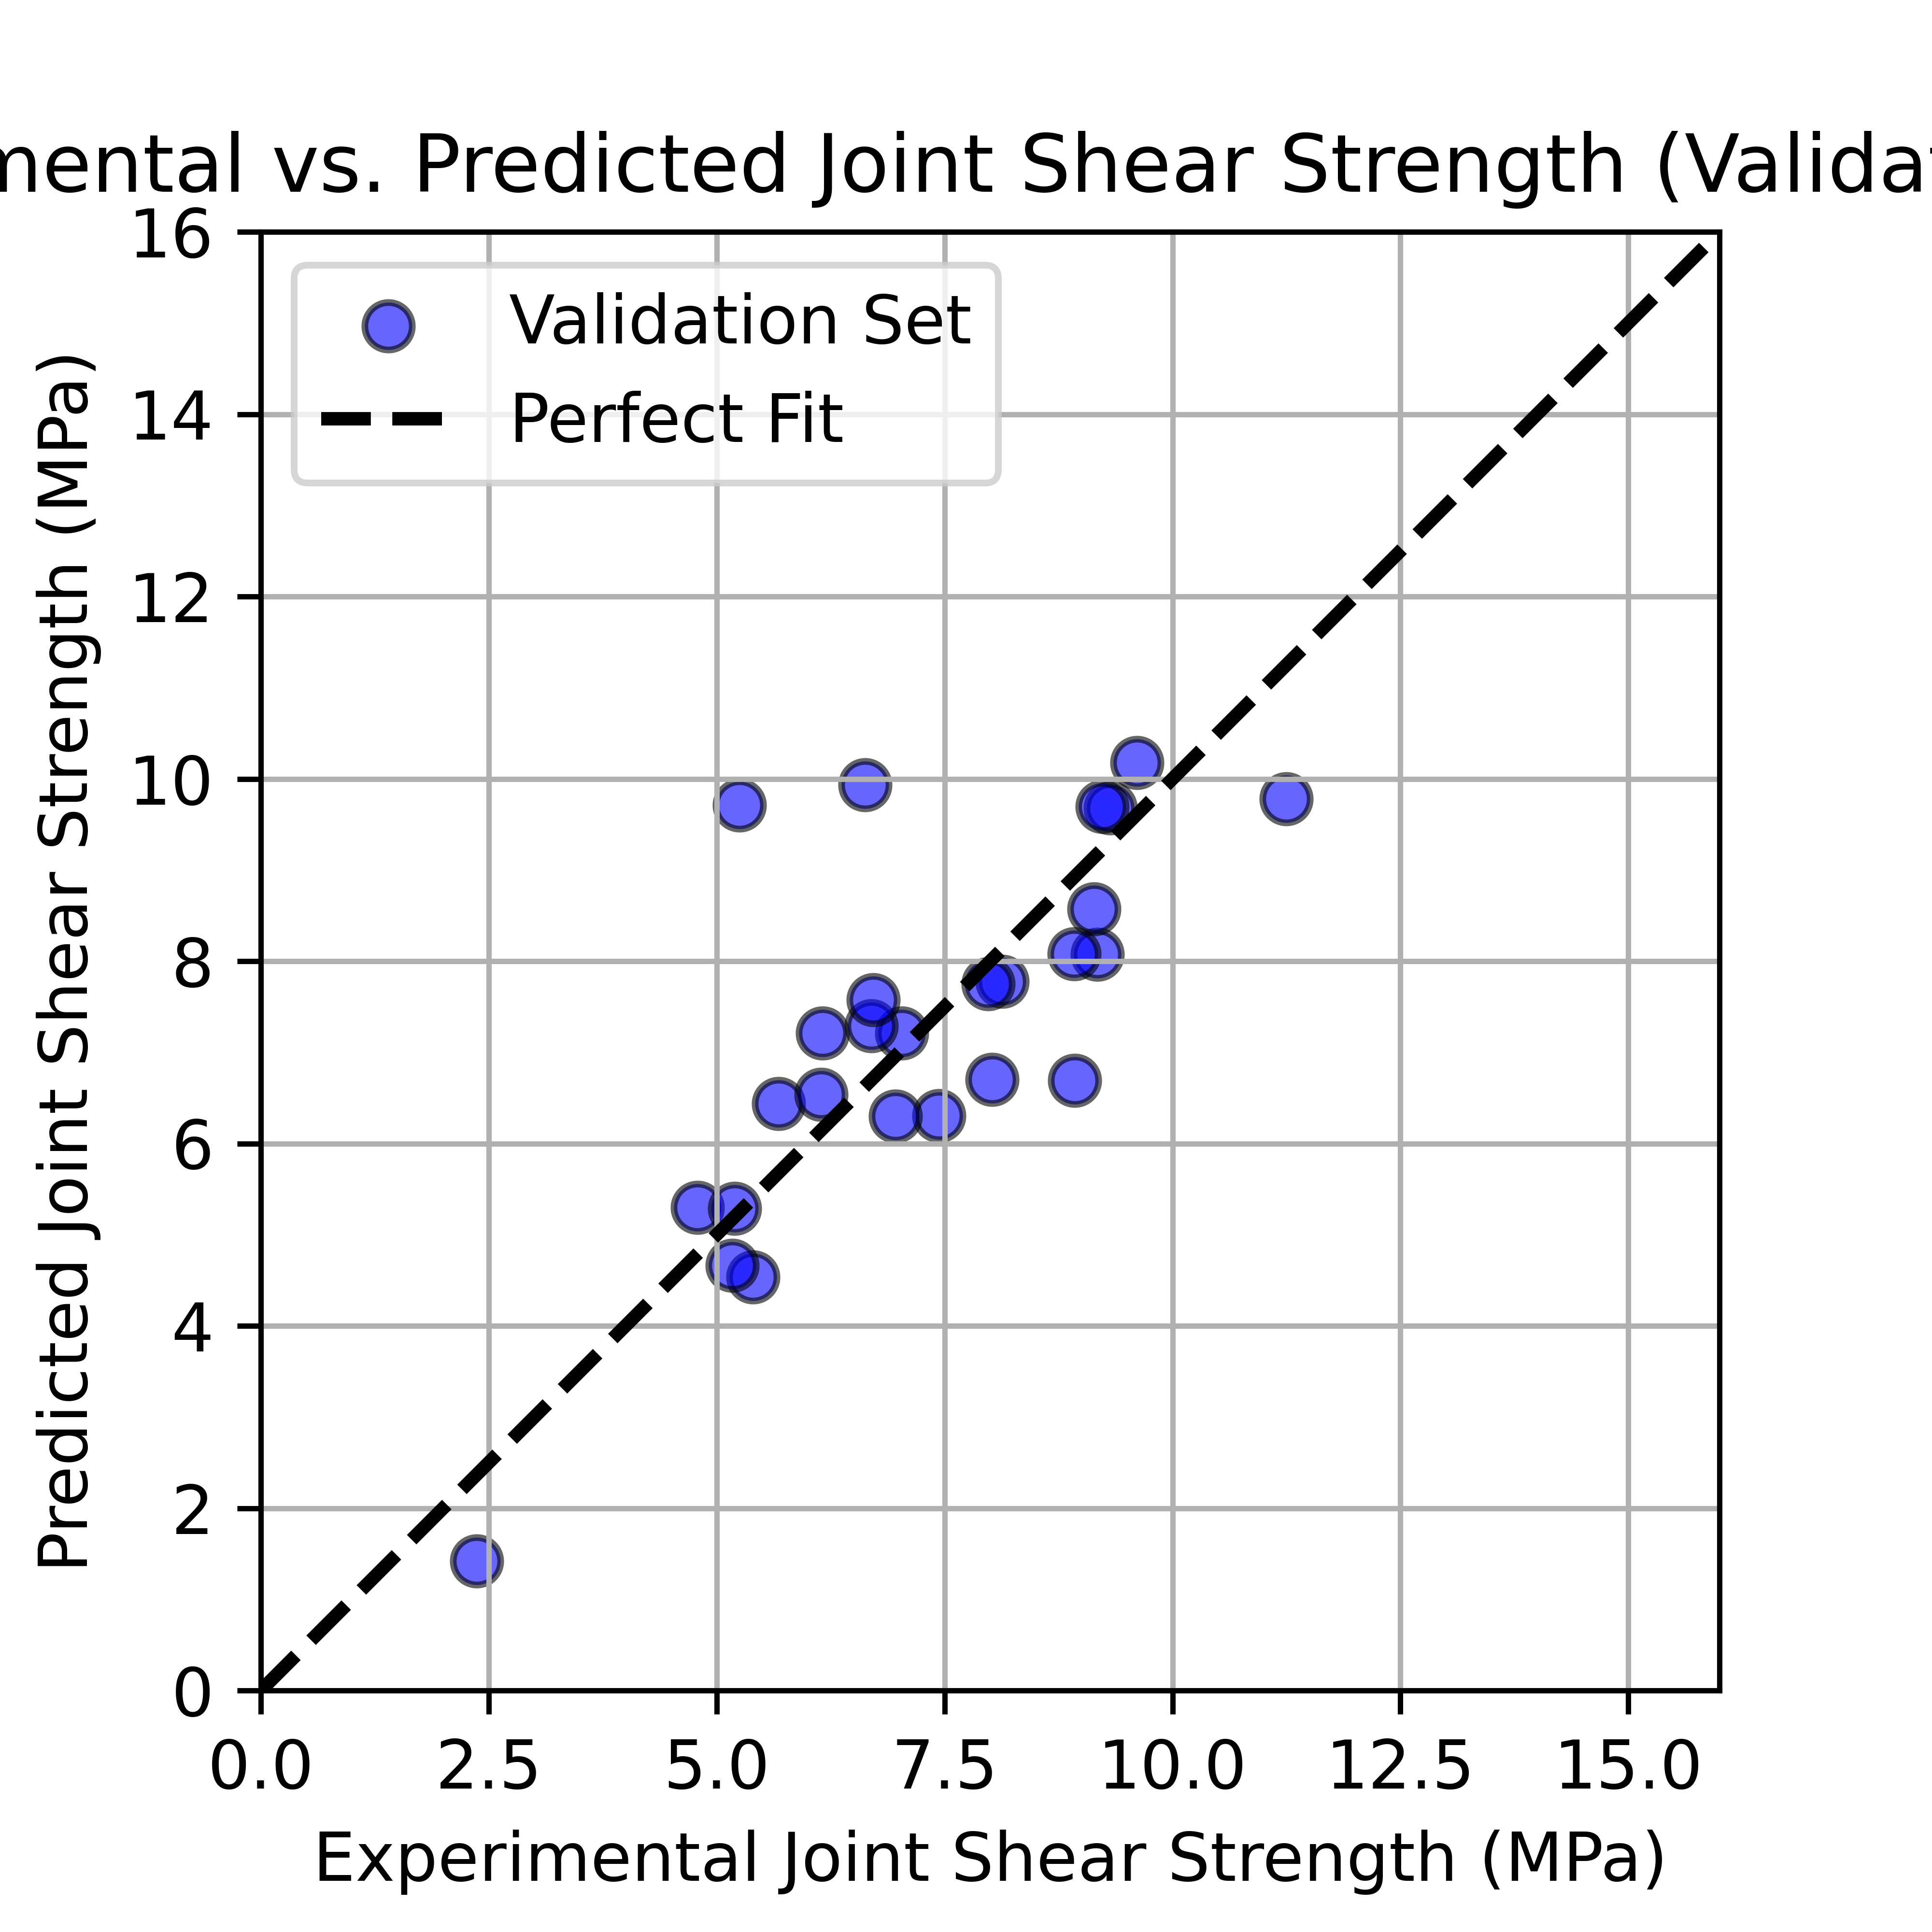 mental vs. Predicted Joint Shear Strength (Valida
16
14
12
10
8
6
4
2
0
Predicted Joint Shear Strength (MPa)
Validation Set
Perfect Fit
0.0 2.5 5.0 7.5 10.0 12.5 15.0
Experimental Joint Shear Strength (MPa)